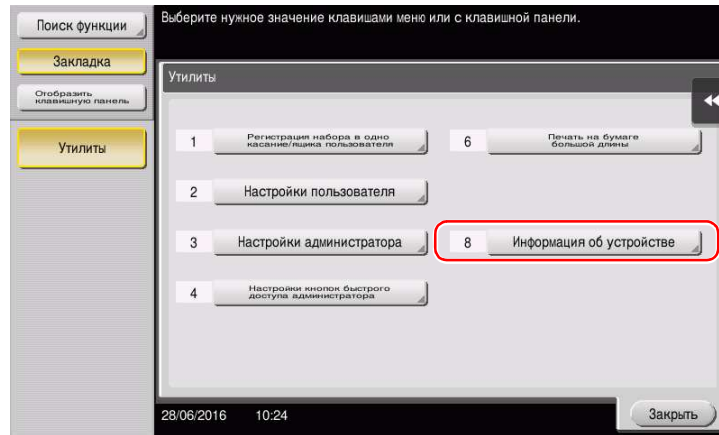 Поиск функции
Закладка
Отобразить
клавишную панель
Утилиты
Выберите нужное значение клавишами меню или с клавишной панели.
Утилиты
1
Регистрация набора в одно
касание/ящика пользователя
6
Печать на бумаге
большой длины
2
Настройки пользователя
3
Настройки администратора
8
Информация об устройстве
4
Настройки кнопок быстрого
доступа администратора
28/06/2016 10:24
Закрыть